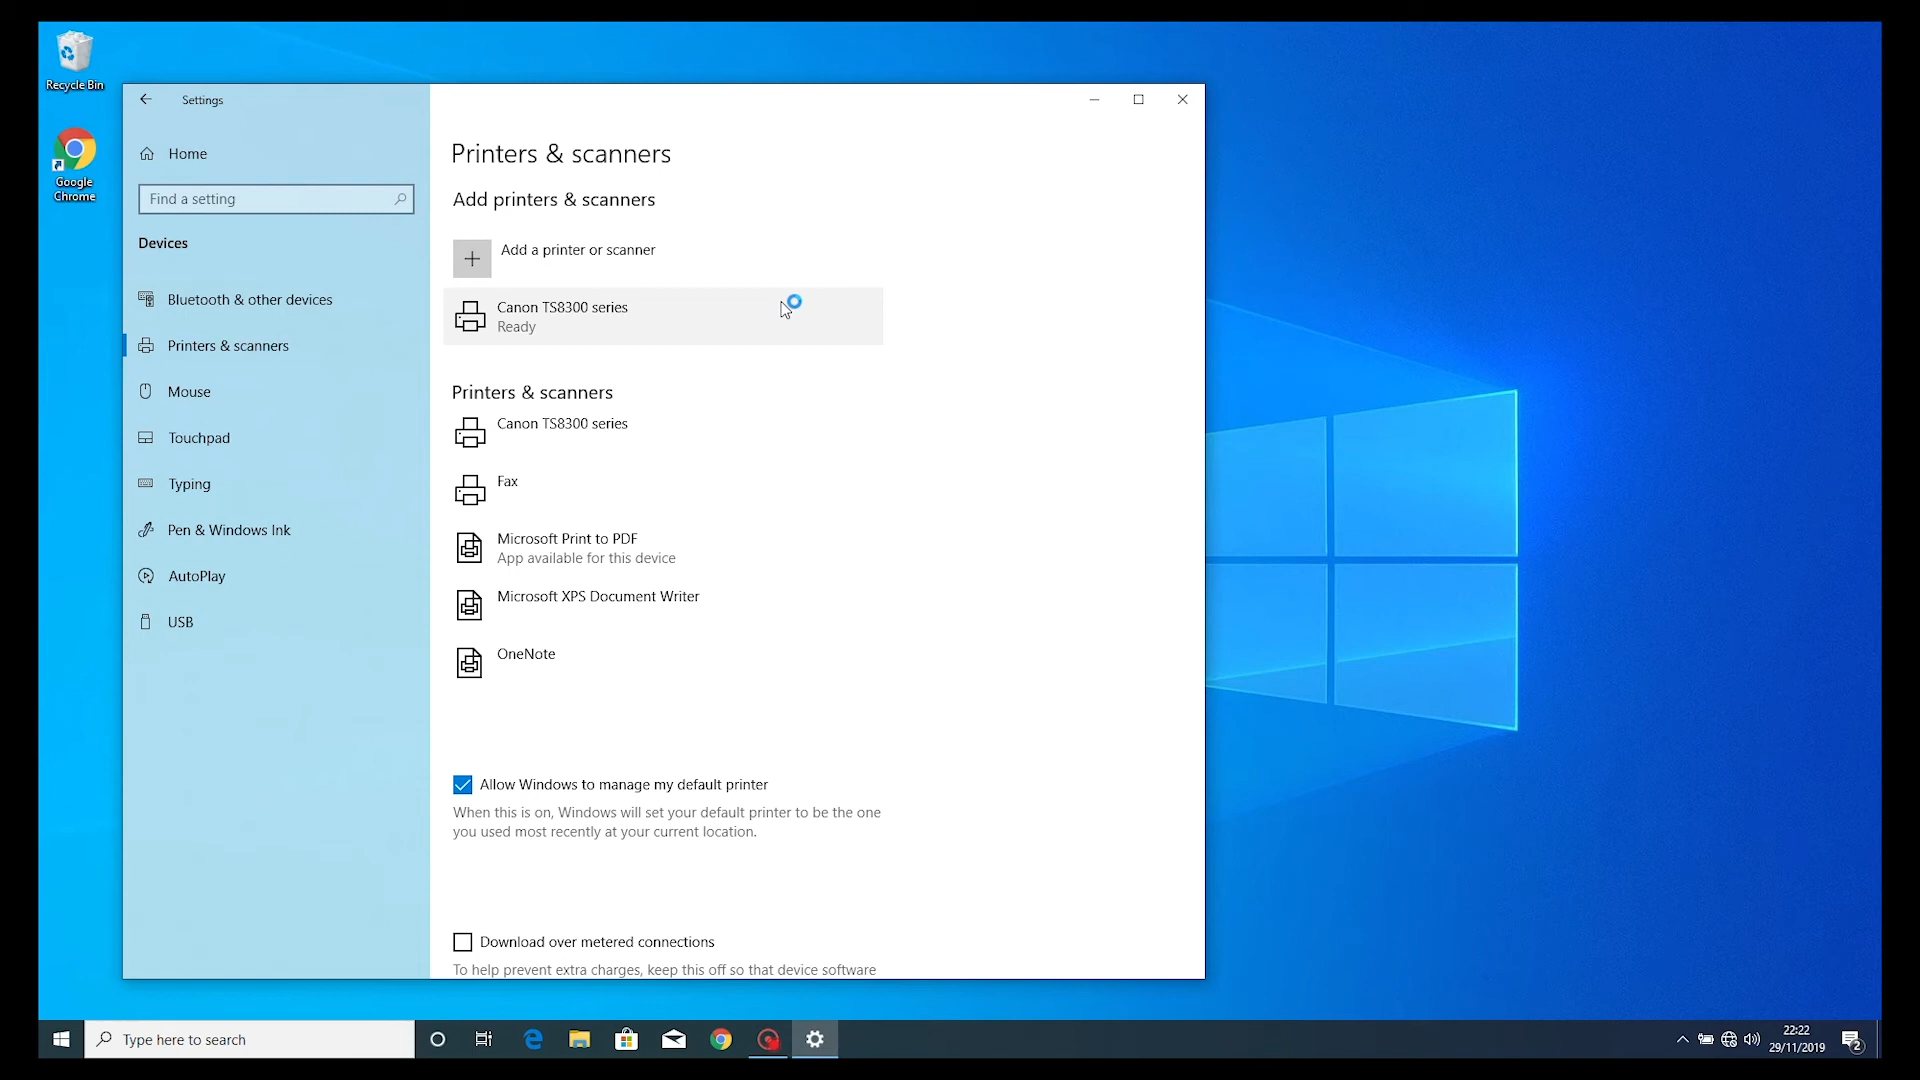 Recycle Bin
Google
Chrome
Settings
Home
Find a setting
Devices
Bluetooth & other devices
Printers & scanners
Mouse
Touchpad
Typing
Pen & Windows Ink
AutoPlay
USB
Printers & scanners
Add printers & scanners
Add a printer or scanner
Canon TS8300 series
Ready
Printers & scanners
Canon TS8300 series
Fax
Microsoft Print to PDF
App available for this device
Microsoft XPS Document Writer
OneNote
Allow Windows to manage my default printer
When this is on, Windows will set your default printer to be the one
you used most recently at your current location.
Download over metered connections
To help prevent extra charges, keep this off so that device software
Type here to search
22:22
29/11/2019
2